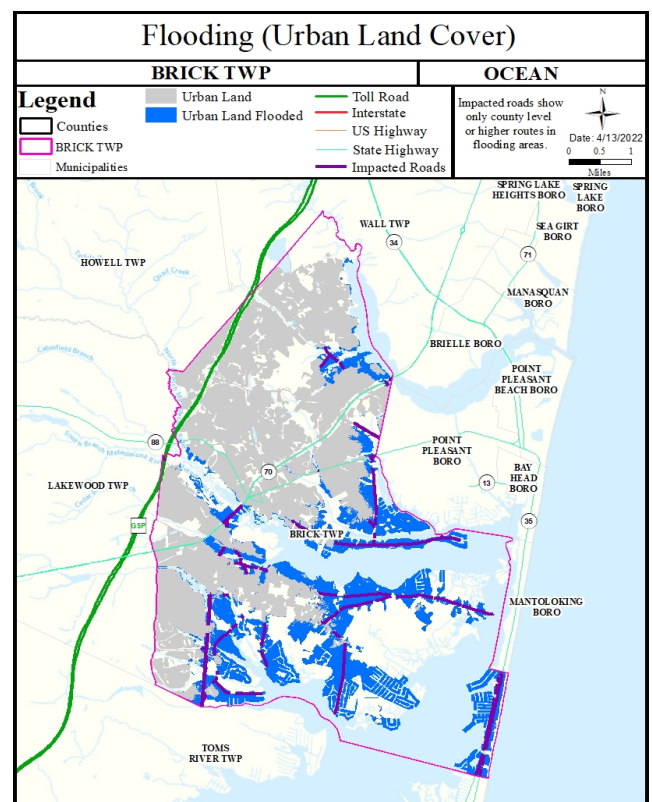 Flooding (Urban Land Cover)
BRICK TWP
OCEAN
Legend
Counties
BRICK TWP
Municipalities
Urban Land
Urban Land Flooded
Toll Road
Interstate
US Highway
State Highway
Impacted Roads
Impacted roads show
only county level
or higher routes in
flooding areas.
N
Date: 4/13/2022
0 0.5 1
Miles
SPRING LAKE
HEIGHTS BORO
SPRING
LAKE
BORO
WALL TWP
34
SEA GIRT
BORO
71
HOWELL TWP
MANASQUAN
BORO
BRIELLE BORO
POINT
PLEASANT
BEACH BORO
88
POINT
PLEASANT
BORO
70
BAY
HEAD
BORO
13
LAKEWOOD TWP
GSP
35
BRICK TWP
MANTOLOKING
BORO
TOMS
RIVER TWP